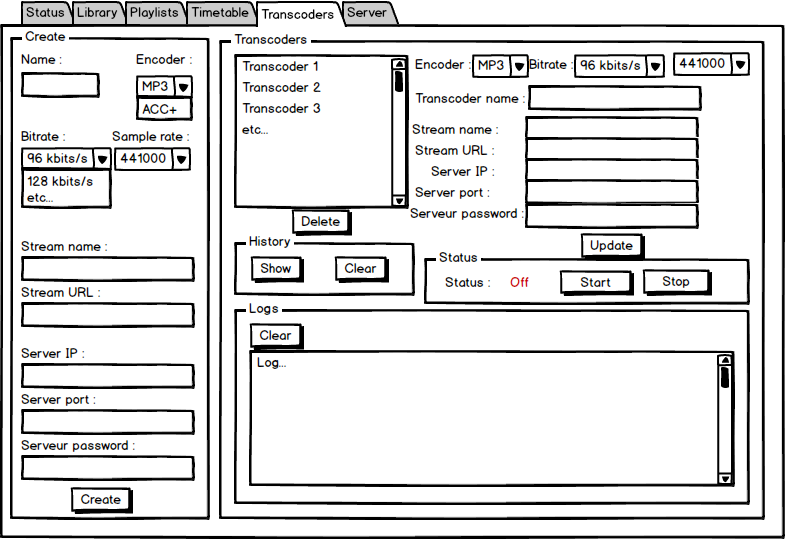 Status Library Playlists Timetable Transcoders Server
Create
Name :
Encoder :
MP3
ACC+
Bitrate :
Sample rate :
96 kbits/s
441000
128 kbits/s
etc...
Stream name :
Stream URL :
Server IP :
Server port :
Serveur password :
Create
Transcoders
Transcoder 1
Transcoder 2
Transcoder 3
etc...
Delete
Encoder : MP3 Bitrate : 96 kbits/s 441000
Transcoder name :
Stream name :
Stream URL :
Server IP :
Server port :
Serveur password :
Update
History
Show Clear
Status
Status : Off Start Stop
Logs
Clear
Log...